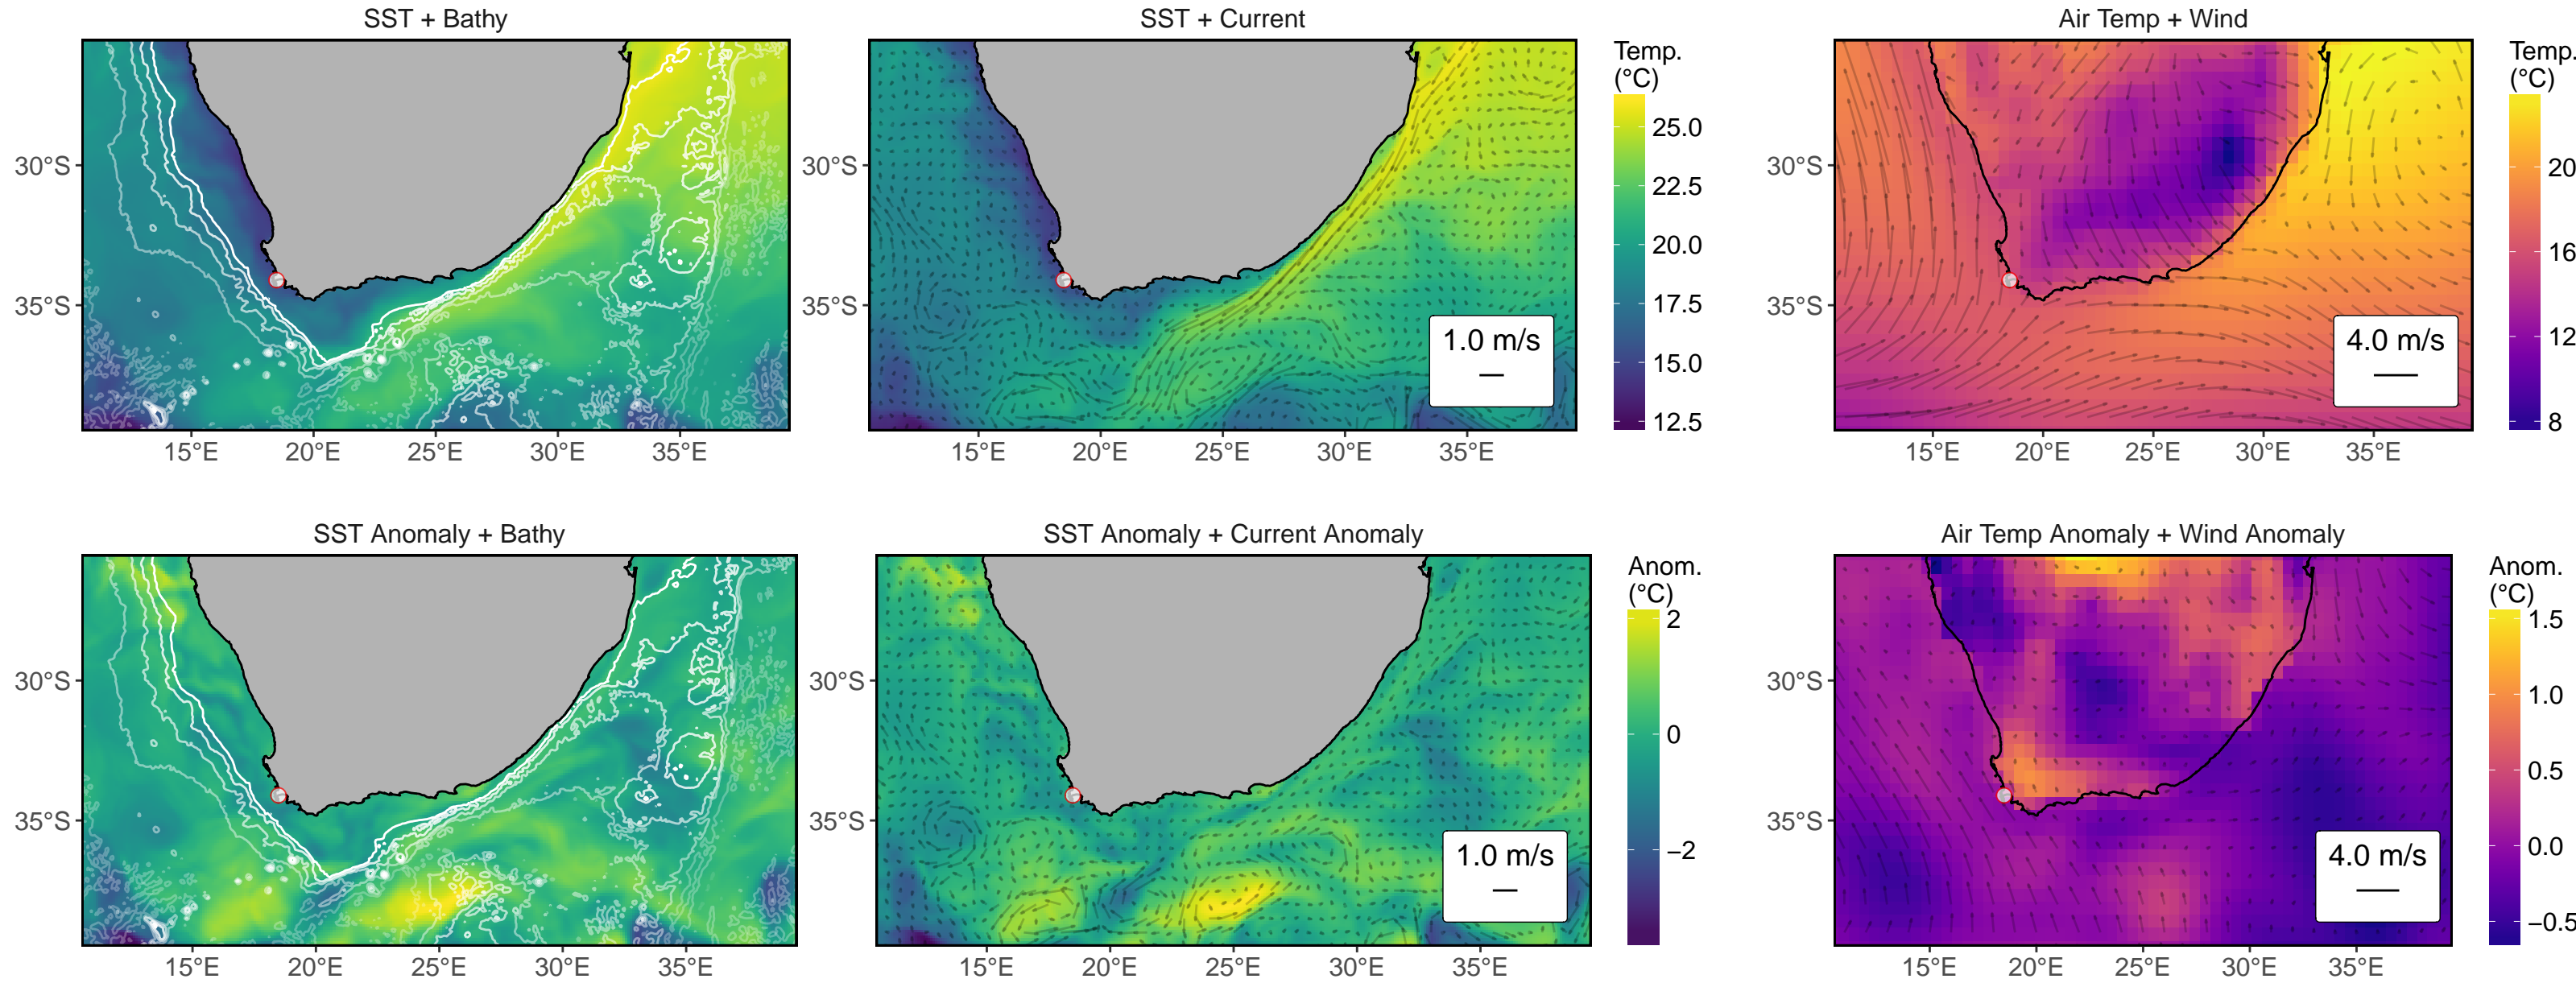 SST + Bathy
SST + Current
Air Temp + Wind
30°S
35°S
15°E
20°E
25°E
30°E
35°E
30°S
35°S
1.0 m/s
15°E
20°E
25°E
30°E
35°E
Temp.
(°C)
25.0
22.5
20.0
17.5
15.0
12.5
30°S
35°S
4.0 m/s
15°E
20°E
25°E
30°E
35°E
Temp.
(°C)
20
16
12
8
SST Anomaly + Bathy
SST Anomaly + Current Anomaly
Air Temp Anomaly + Wind Anomaly
30°S
35°S
15°E
20°E
25°E
30°E
35°E
30°S
35°S
1.0 m/s
15°E
20°E
25°E
30°E
35°E
Anom.
(°C)
2
0
−2
30°S
35°S
4.0 m/s
15°E
20°E
25°E
30°E
35°E
Anom.
(°C)
1.5
1.0
0.5
0.0
−0.5